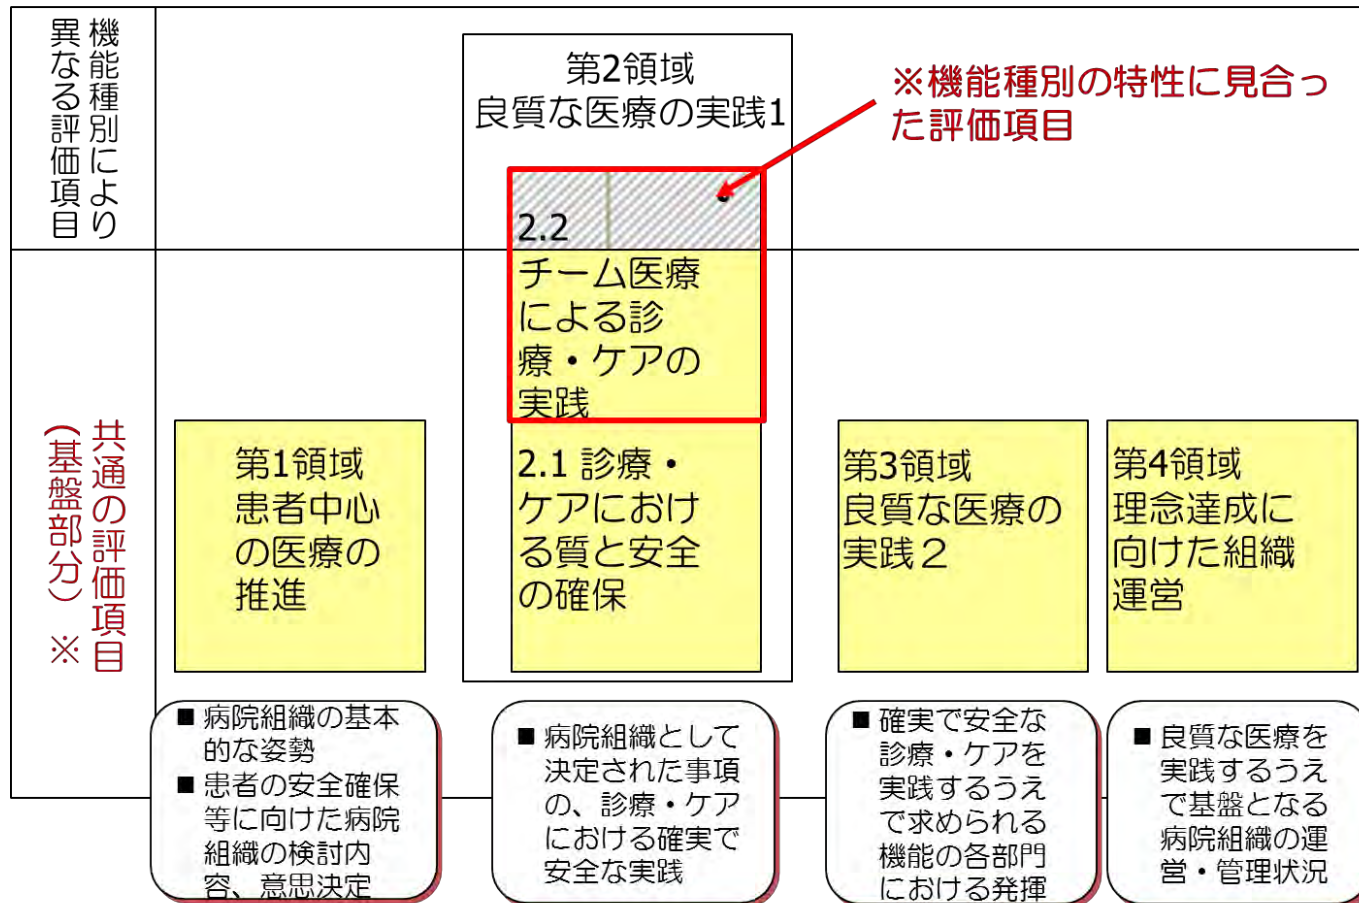 機能種別により
異なる評価項目
第2領域
良質な医療の実践1
※機能種別の特性に見合っ
た評価項目
2.2
チーム医療
による診
療・ケアの
実践
共通の評価項目
(基盤部分) ※
第1領域
患者中心
の医療の
推進
2.1 診療・
ケアにおけ
る質と安全
の確保
第3領域
良質な医療の
実践２
第4領域
理念達成に
向けた組織
運営
■ 病院組織の基本
的な姿勢
■ 患者の安全確保
等に向けた病院
組織の検討内
容、意思決定
■ 病院組織として
決定された事項
の、診療・ケア
における確実で
安全な実践
■ 確実で安全な
診療・ケアを
実践するうえ
で求められる
機能の各部門
における発揮
■ 良質な医療を
実践するうえ
で基盤となる
病院組織の運
営・管理状況